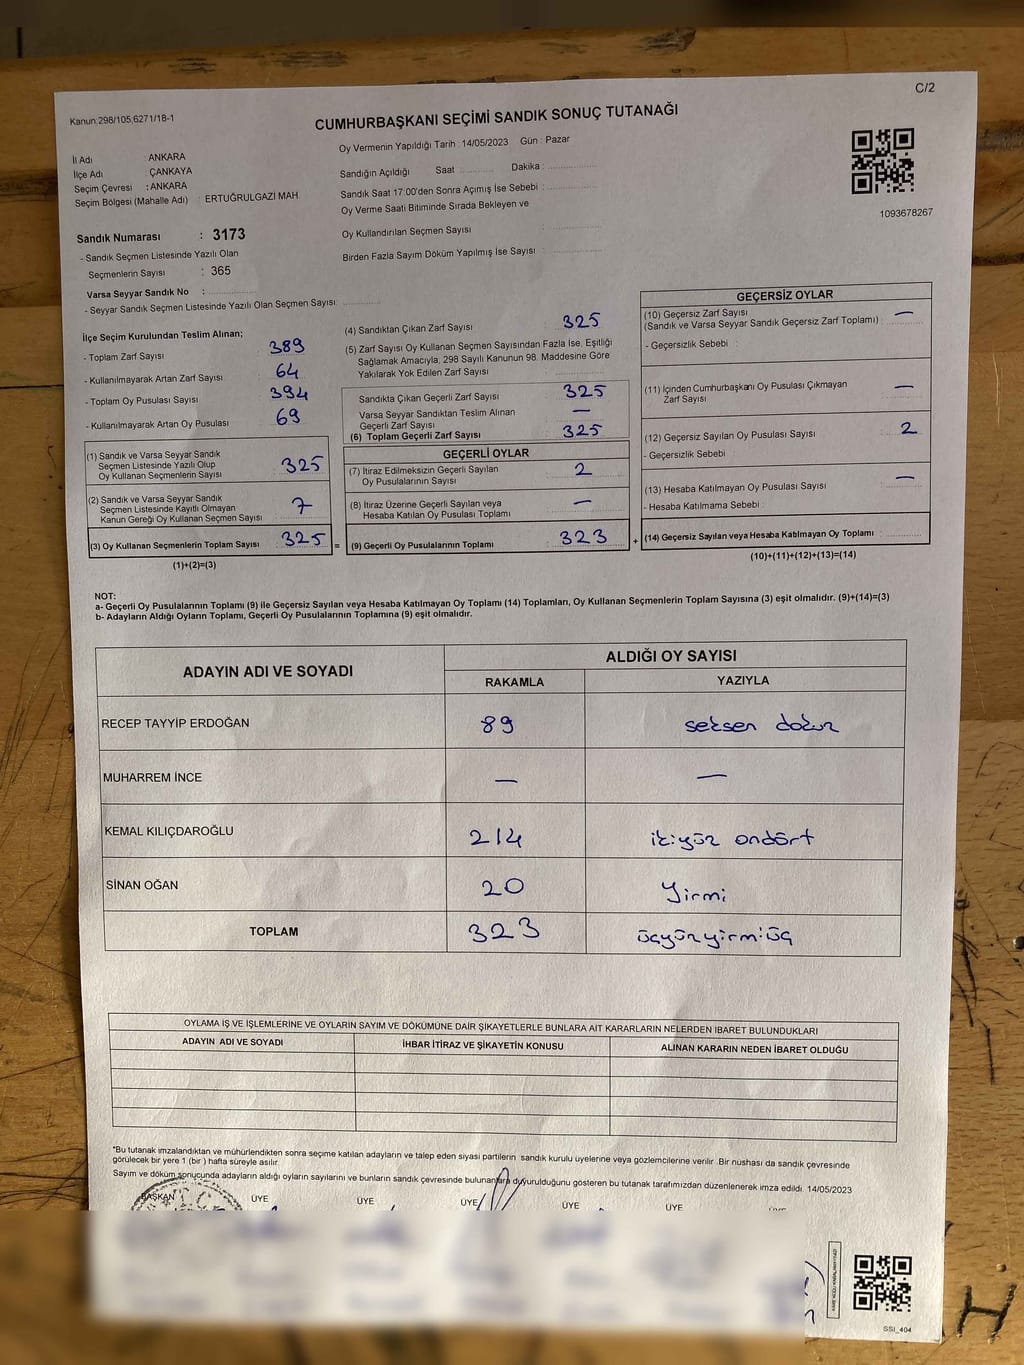 C/2
Kanun:298/105;6271/18-1
CUMHURBAŞKANI SEÇİMİ SANDIK SONUÇ TUTANAĞI
İl Adı : ANKARA
İlçe Adı : ÇANKAYA
Seçim Çevresi : ANKARA
Seçim Bölgesi (Mahalle Adı) : ERTUĞRULGAZİ MAH
Oy Vermenin Yapıldığı Tarih : 14/05/2023 Gün : Pazar
Sandığın Açıldığı Saat : Dakika :
Sandık Saat 17:00'den Sonra Açımış İse Sebebi :
Oy Verme Saati Bitiminde Sırada Bekleyen ve
Oy Kullandırılan Seçmen Sayısı :
Birden Fazla Sayım Döküm Yapılmış İse Sayısı :
1093678267
Sandık Numarası : 3173
- Sandık Seçmen Listesinde Yazılı Olan
Seçmenlerin Sayısı : 365
Varsa Seyyar Sandık No :
- Seyyar Sandık Seçmen Listesinde Yazılı Olan Seçmen Sayısı:
İlçe Seçim Kurulundan Teslim Alınan;
- Toplam Zarf Sayısı : 389
- Kullanılmayarak Artan Zarf Sayısı : 64
- Toplam Oy Pusulası Sayısı : 394
- Kullanılmayarak Artan Oy Pusulası : 69
(1) Sandık ve Varsa Seyyar Sandık
Seçmen Listesinde Yazılı Olup
Oy Kullanan Seçmenlerin Sayısı : 325
(2) Sandık ve Varsa Seyyar Sandık
Seçmen Listesinde Kayıtlı Olmayan
Kanun Gereği Oy Kullanan Seçmen Sayısı : 7
(3) Oy Kullanan Seçmenlerin Toplam Sayısı : 325
(1)+(2)=(3)
=
(4) Sandıktan Çıkan Zarf Sayısı : 325
(5) Zarf Sayısı Oy Kullanan Seçmen Sayısından Fazla İse, Eşitliği
Sağlamak Amacıyla, 298 Sayılı Kanunun 98. Maddesine Göre
Yakılarak Yok Edilen Zarf Sayısı :
Sandıkta Çıkan Geçerli Zarf Sayısı : 325
Varsa Seyyar Sandıktan Teslim Alınan
Geçerli Zarf Sayısı : —
(6) Toplam Geçerli Zarf Sayısı : 325
GEÇERLİ OYLAR
(7) İtiraz Edilmeksizin Geçerli Sayılan
Oy Pusulalarının Sayısı : 2
(8) İtiraz Üzerine Geçerli Sayılan veya
Hesaba Katılan Oy Pusulası Toplamı : —
(9) Geçerli Oy Pusulalarının Toplamı : 323
+
GEÇERSİZ OYLAR
(10) Geçersiz Zarf Sayısı
(Sandık ve Varsa Seyyar Sandık Geçersiz Zarf Toplamı) : —
- Geçersizlik Sebebi :
(11) İçinden Cumhurbaşkanı Oy Pusulası Çıkmayan
Zarf Sayısı : —
(12) Geçersiz Sayılan Oy Pusulası Sayısı : 2
- Geçersizlik Sebebi :
(13) Hesaba Katılmayan Oy Pusulası Sayısı : —
- Hesaba Katılmama Sebebi :
(14) Geçersiz Sayılan veya Hesaba Katılmayan Oy Toplamı :
(10)+(11)+(12)+(13)=(14)
NOT:
a- Geçerli Oy Pusulalarının Toplamı (9) ile Geçersiz Sayılan veya Hesaba Katılmayan Oy Toplamı (14) Toplamları, Oy Kullanan Seçmenlerin Toplam Sayısına (3) eşit olmalıdır. (9)+(14)=(3)
b- Adayların Aldığı Oyların Toplamı, Geçerli Oy Pusulalarının Toplamına (9) eşit olmalıdır.
ADAYIN ADI VE SOYADI
ALDIĞI OY SAYISI
RAKAMLA YAZIYLA
RECEP TAYYİP ERDOĞAN 89 seksen dokuz
MUHARREM İNCE — —
KEMAL KILIÇDAROĞLU 214 ikiyüz ondört
SİNAN OĞAN 20 Yirmi
TOPLAM 323 üçyüzyirmiüç
OYLAMA İŞ VE İŞLEMLERİNE VE OYLARIN SAYIM VE DÖKÜMÜNE DAİR ŞİKAYETLERLE BUNLARA AİT KARARLARIN NELERDEN İBARET BULUNDUKLARI
ADAYIN ADI VE SOYADI İHBAR İTİRAZ VE ŞİKAYETİN KONUSU ALINAN KARARIN NEDEN İBARET OLDUĞU
*Bu tutanak imzalandıktan ve mühürlendikten sonra seçime katılan adayların ve talep eden siyasi partilerin sandık kurulu üyelerine veya gözlemcilerine verilir .Bir nüshası da sandık çevresinde
görülecek bir yere 1 (bir ) hafta süreyle asılır.
Sayım ve döküm sonucunda adayların aldığı oyların sayılarını ve bunların sandık çevresinde bulunanlara duyurulduğunu gösteren bu tutanak tarafımızdan düzenlenerek imza edildi. 14/05/2023
BAŞKAN ÜYE ÜYE ÜYE ÜYE ÜYE
SSI_404